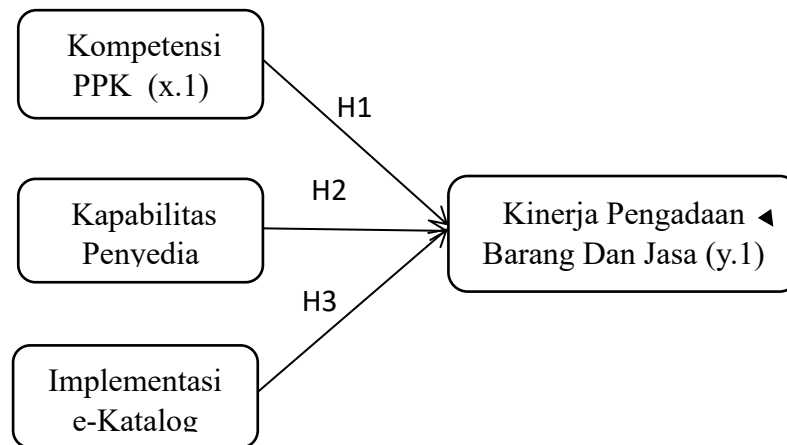 Kompetensi
PPK (x.1)
H1
H2
Kapabilitas
Penyedia
Kinerja Pengadaan
Barang Dan Jasa (y.1)
H3
Implementasi
e-Katalog